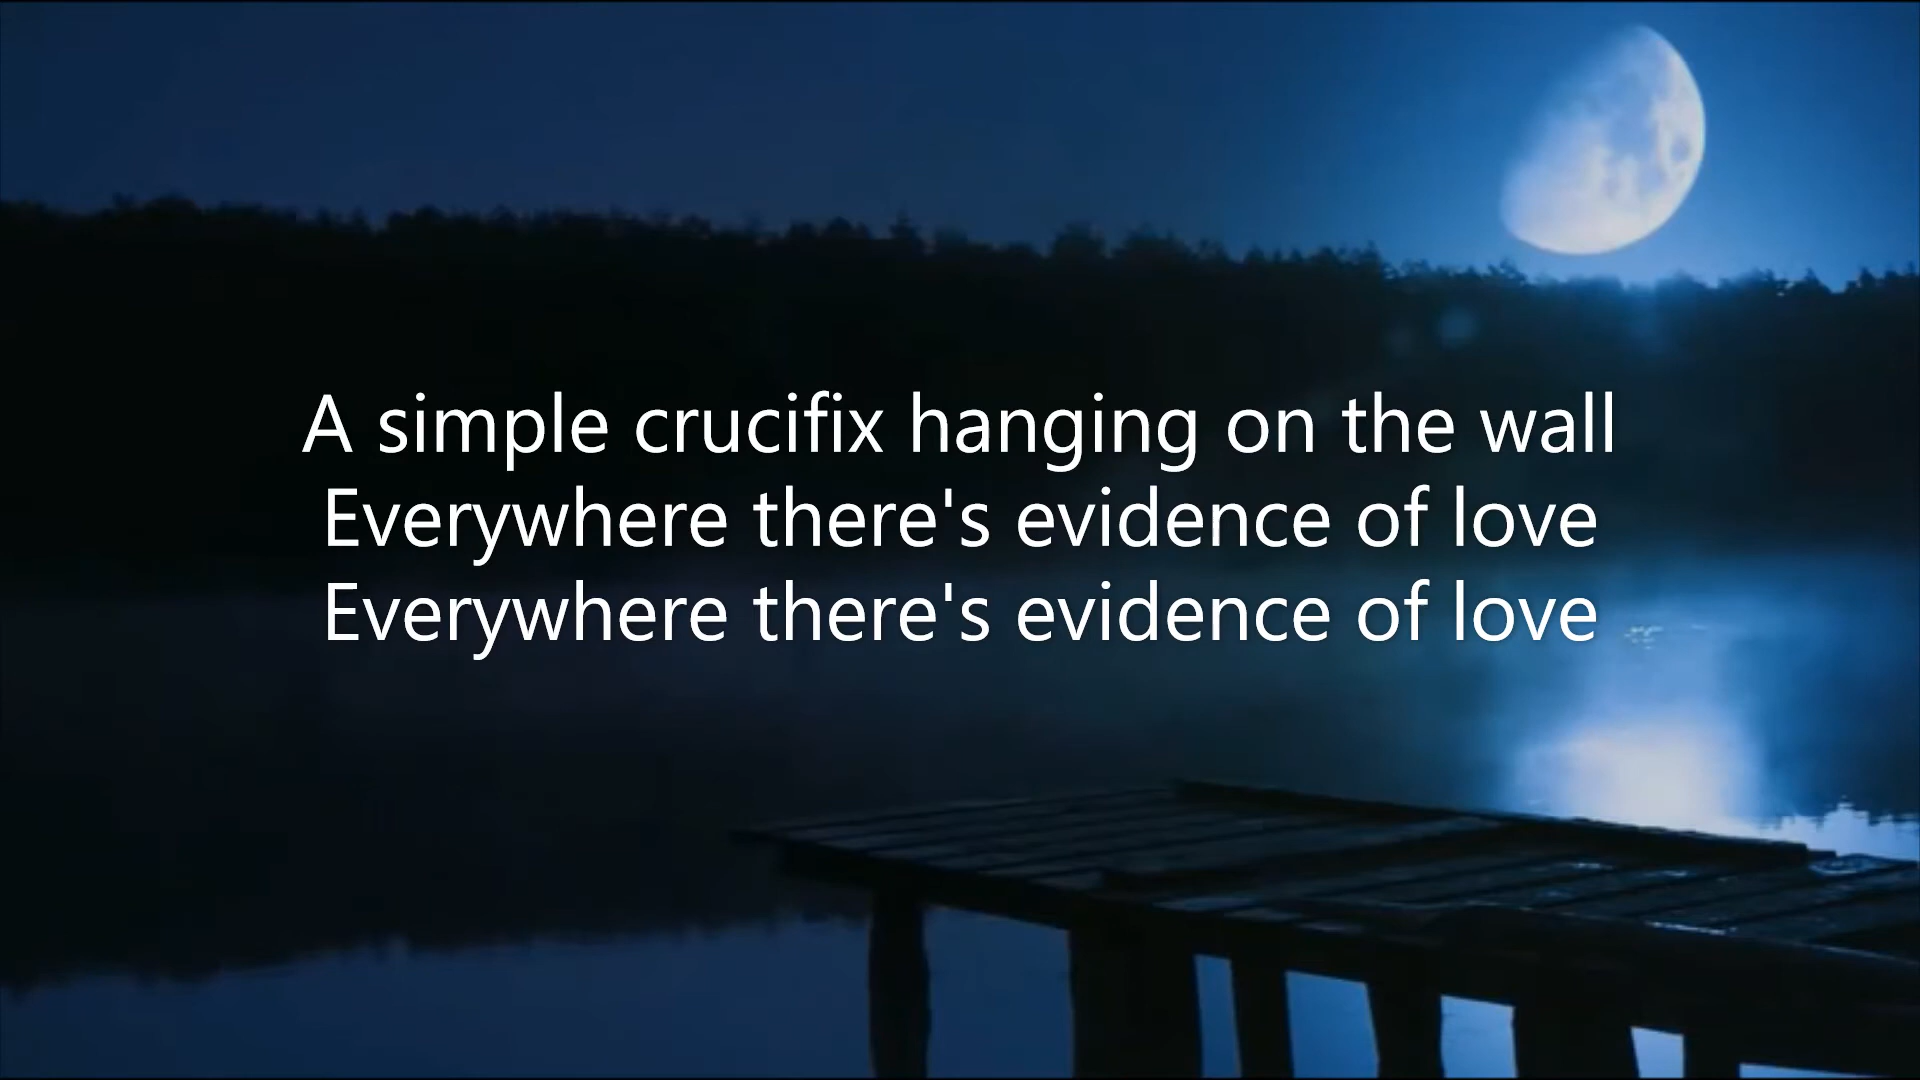 A simple crucifix hanging on the wall
Everywhere there's evidence of love
Everywhere there's evidence of love